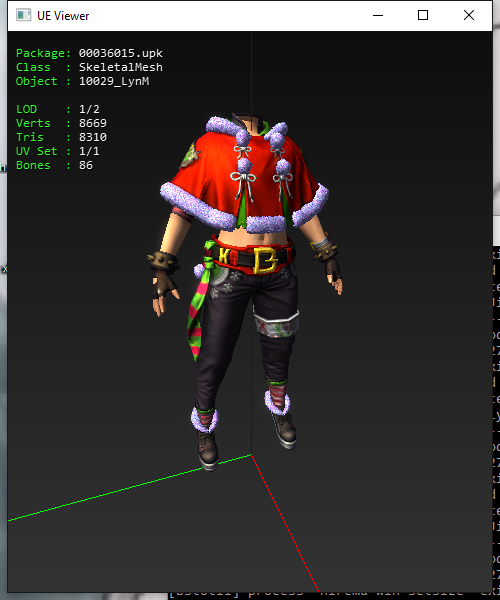 UE Viewer
Package: 00036015.upk
Class : SkeletalMesh
Object : 10029_LynM
LOD : 1/2
Verts : 8669
Tris : 8310
UV Set : 1/1
Bones : 86
K